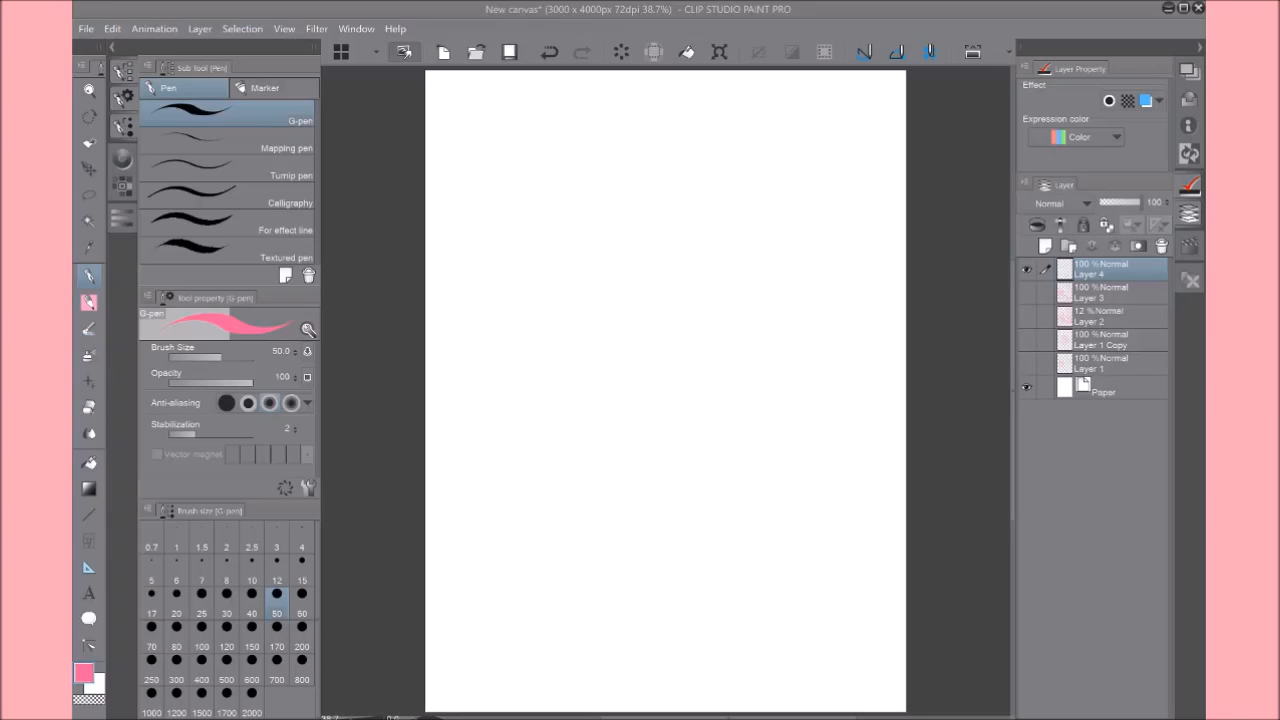 New canvas* (3000 x 4000px 72dpi 38.7%) - CLIP STUDIO PAINT PRO
File Edit Animation Layer Selection View Filter Window Help
Sub Tool [Pen]
Pen Marker
G-pen
Mapping pen
Turnip pen
Calligraphy
For effect line
Textured pen
Tool property [G-pen]
G-pen
Brush Size 50.0
Opacity 100
Anti-aliasing
Stabilization 2
Vector magnet
Brush size [G-pen]
0.7 1 1.5 2 2.5 3 4
5 6 7 8 10 12 15
17 20 25 30 40 50 60
70 80 100 120 150 170 200
250 300 400 500 600 700 800
1000 1200 1500 1700 2000
Layer Property
Effect
Expression color
Color
Layer
Normal 100
100 %Normal
Layer 4
100 %Normal
Layer 3
12 %Normal
Layer 2
100 %Normal
Layer 1 Copy
100 %Normal
Layer 1
Paper